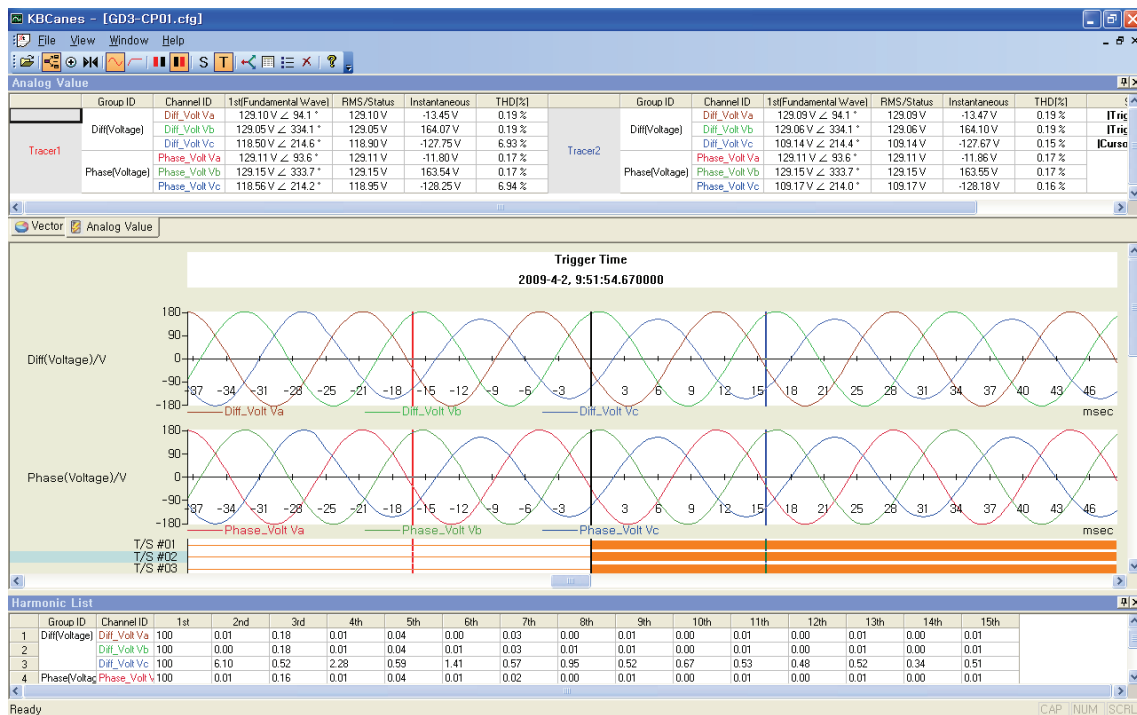 KBCanes - [GD3-CP01.cfg]
File View Window Help
S T
Analog Value
Group ID Channel ID 1st(Fundamental Wave) RMS/Status Instantaneous THD[%] Group ID Channel ID 1st(Fundamental Wave) RMS/Status Instantaneous THD[%]
Diff_Volt Va 129.10 V ∠ 94.1 ° 129.10 V -13.45 V 0.19 % Diff_Volt Va 129.09 V ∠ 94.1 ° 129.09 V -13.47 V 0.19 %
Diff(Voltage) Diff_Volt Vb 129.05 V ∠ 334.1 ° 129.05 V 164.07 V 0.19 % Diff(Voltage) Diff_Volt Vb 129.06 V ∠ 334.1 ° 129.06 V 164.10 V 0.19 %
Tracer1 Diff_Volt Vc 118.50 V ∠ 214.6 ° 118.90 V -127.75 V 6.93 % Tracer2 Diff_Volt Vc 109.14 V ∠ 214.4 ° 109.14 V -127.67 V 0.15 %
Phase_Volt Va 129.11 V ∠ 93.6 ° 129.11 V -11.80 V 0.17 % Phase_Volt Va 129.11 V ∠ 93.6 ° 129.11 V -11.86 V 0.17 %
Phase(Voltage) Phase_Volt Vb 129.15 V ∠ 333.7 ° 129.15 V 163.54 V 0.17 % Phase(Voltage) Phase_Volt Vb 129.15 V ∠ 333.7 ° 129.15 V 163.55 V 0.17 %
Phase_Volt Vc 118.56 V ∠ 214.2 ° 118.95 V -128.25 V 6.94 % Phase_Volt Vc 109.17 V ∠ 214.0 ° 109.17 V -128.18 V 0.16 %
Vector Analog Value
Trigger Time
2009-4-2, 9:51:54.670000
180
90
Diff(Voltage)/V 0
-90
-37 -34 -31 -28 -25 -21 -18 -15 -12 -9 -6 -3 3 6 9 12 15 18 21 25 28 31 34 37 40 43 46
-180
Diff_Volt Va Diff_Volt Vb Diff_Volt Vc msec
180
90
Phase(Voltage)/V 0
-90
-37 -34 -31 -28 -25 -21 -18 -15 -12 -9 -6 -3 3 6 9 12 15 18 21 25 28 31 34 37 40 43 46
-180
Phase_Volt Va Phase_Volt Vb Phase_Volt Vc msec
T/S #01
T/S #02
T/S #03
Harmonic List
Group ID Channel ID 1st 2nd 3rd 4th 5th 6th 7th 8th 9th 10th 11th 12th 13th 14th 15th
1 Diff(Voltage) Diff_Volt Va 100 0.01 0.18 0.01 0.04 0.00 0.03 0.00 0.01 0.00 0.01 0.00 0.01 0.00 0.01
2 Diff_Volt Vb 100 0.00 0.18 0.01 0.04 0.01 0.03 0.01 0.01 0.00 0.01 0.00 0.01 0.00 0.01
3 Diff_Volt Vc 100 6.10 0.52 2.28 0.59 1.41 0.57 0.95 0.52 0.67 0.53 0.48 0.52 0.34 0.51
4 Phase(Voltag Phase_Volt V 100 0.01 0.16 0.01 0.04 0.01 0.02 0.00 0.01 0.00 0.01 0.00 0.01 0.00 0.01
Ready CAP NUM SCRL